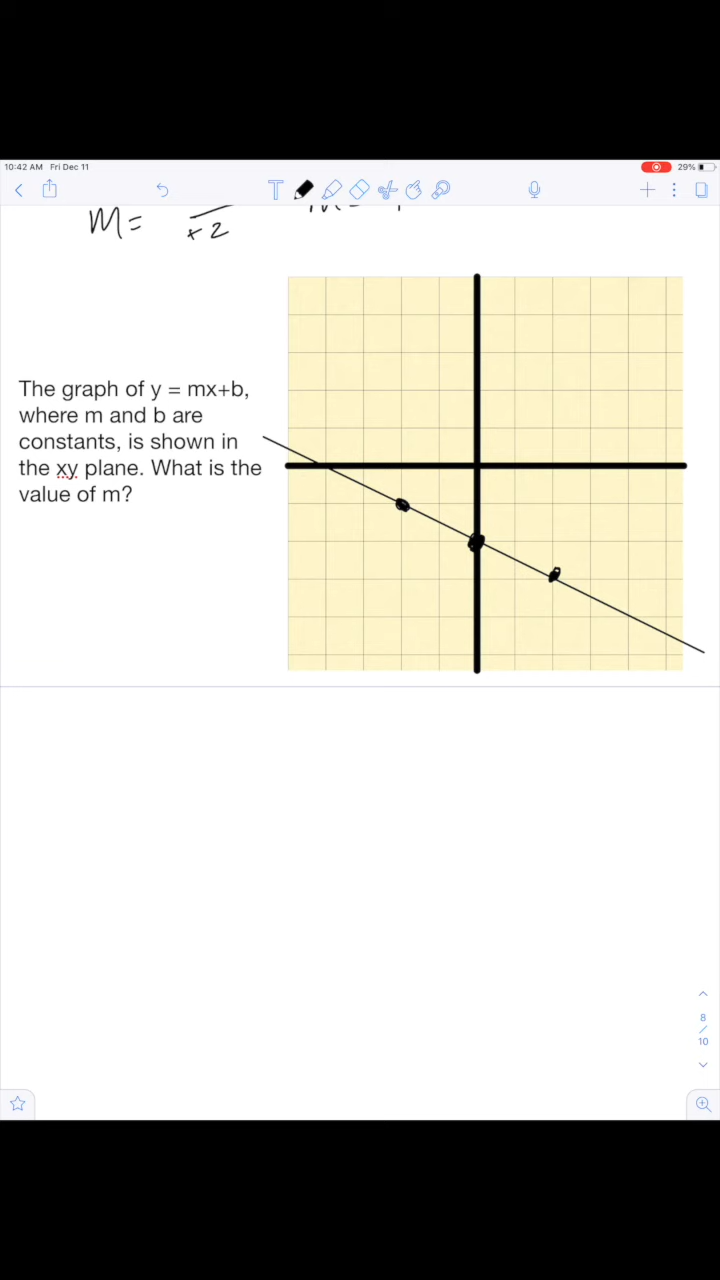 10:42 AM Fri Dec 11
29%
T
M=
+2
The graph of y = mx+b,
where m and b are
constants, is shown in
the xy plane. What is the
value of m?
8
/
10